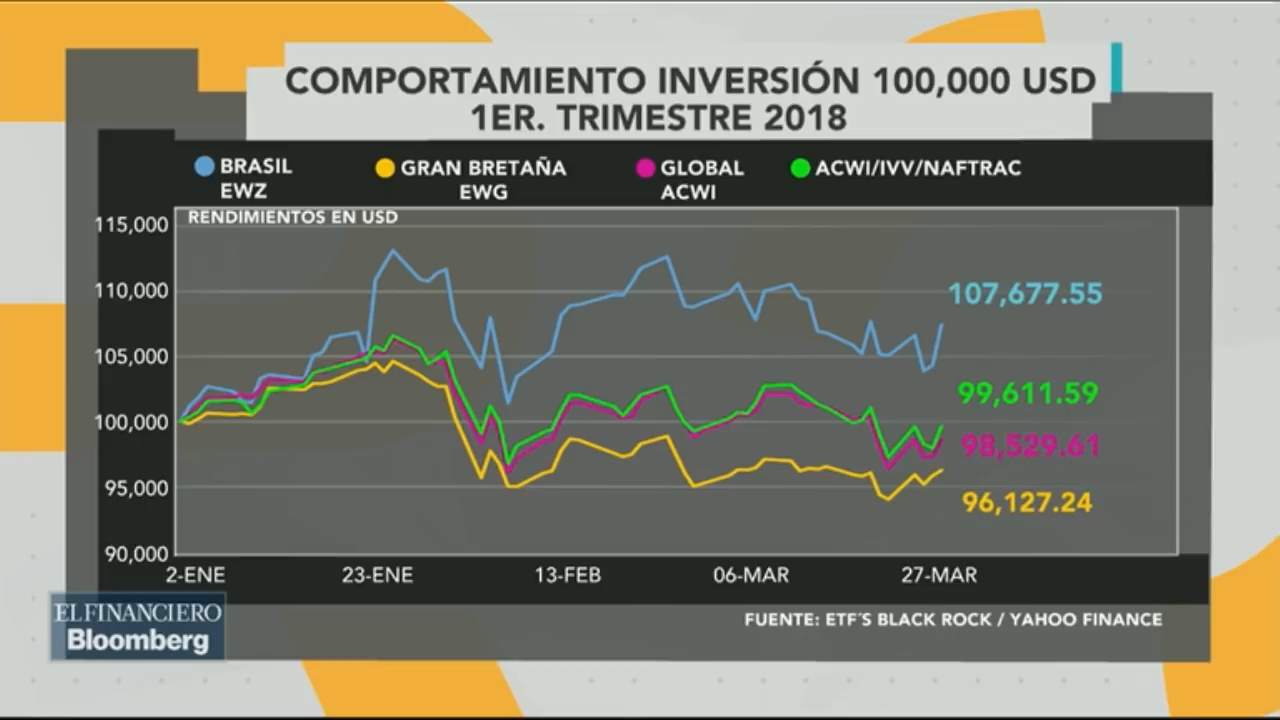 COMPORTAMIENTO INVERSIÓN 100,000 USD
1ER. TRIMESTRE 2018
BRASIL
EWZ
GRAN BRETAÑA
EWG
GLOBAL
ACWI
ACWI/IVV/NAFTRAC
RENDIMIENTOS EN USD
115,000
110,000
105,000
100,000
95,000
90,000
107,677.55
99,611.59
98,529.61
96,127.24
2-ENE
23-ENE
13-FEB
06-MAR
27-MAR
FUENTE: ETF´S BLACK ROCK / YAHOO FINANCE
EL FINANCIERO
Bloomberg